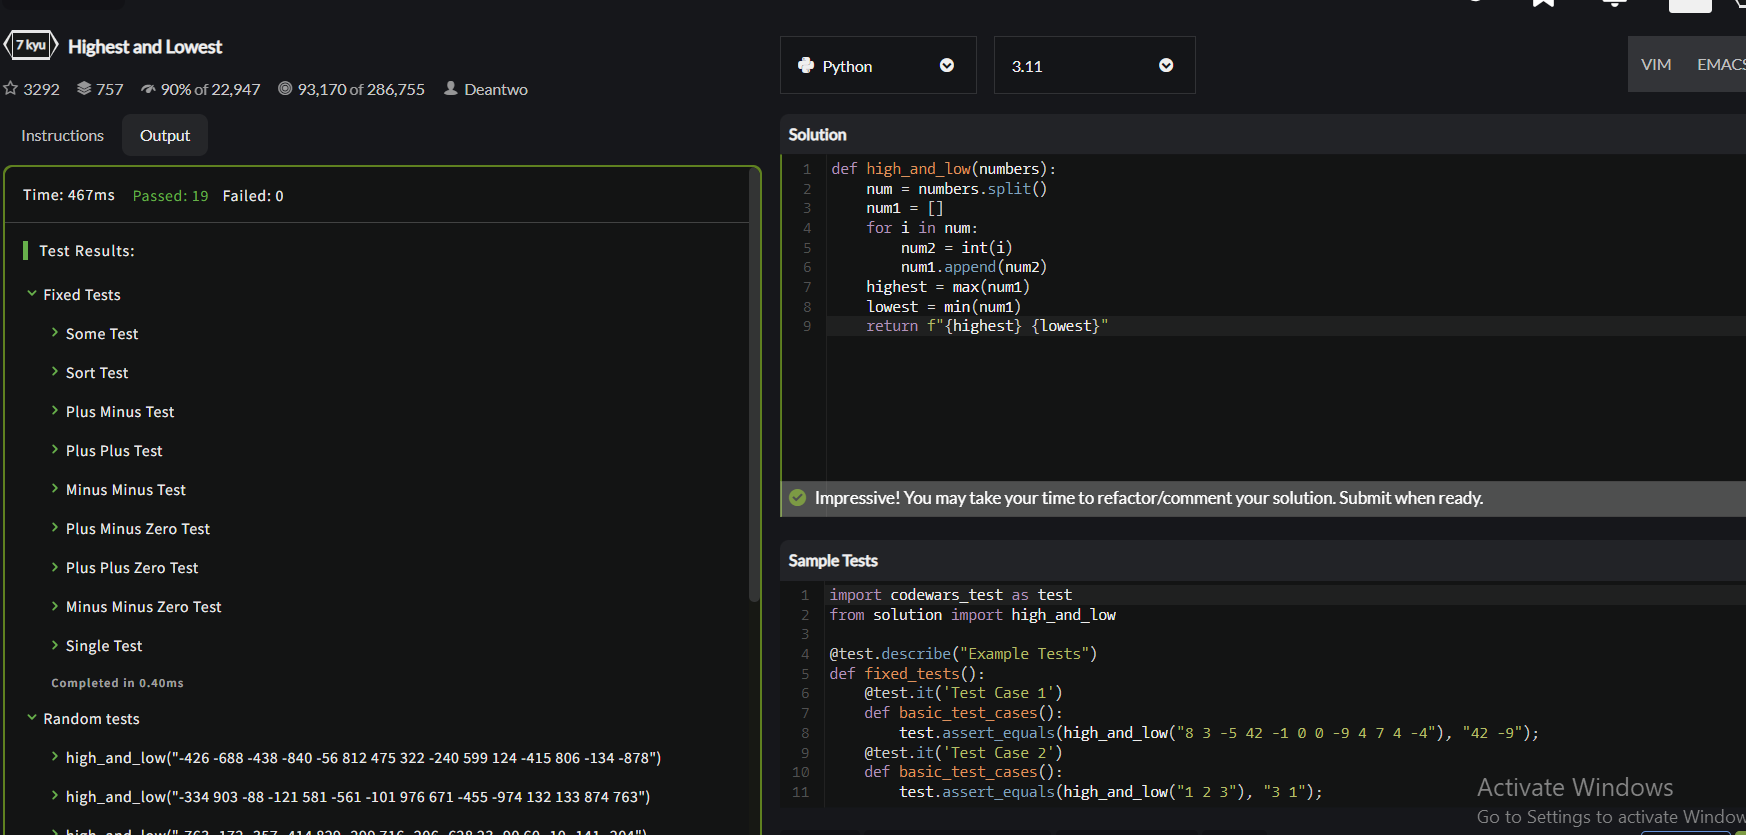 7 kyu Highest and Lowest
3292 757 90% of 22,947 93,170 of 286,755 Deantwo
Instructions Output
Time: 467ms Passed: 19 Failed: 0
Test Results:
Fixed Tests
Some Test
Sort Test
Plus Minus Test
Plus Plus Test
Minus Minus Test
Plus Minus Zero Test
Plus Plus Zero Test
Minus Minus Zero Test
Single Test
Completed in 0.40ms
Random tests
high_and_low("-426 -688 -438 -840 -56 812 475 322 -240 599 124 -415 806 -134 -878")
high_and_low("-334 903 -88 -121 581 -561 -101 976 671 -455 -974 132 133 874 763")
Python 3.11 VIM EMACS
Solution
1 def high_and_low(numbers):
2     num = numbers.split()
3     num1 = []
4     for i in num:
5         num2 = int(i)
6         num1.append(num2)
7     highest = max(num1)
8     lowest = min(num1)
9     return f"{highest} {lowest}"
Impressive! You may take your time to refactor/comment your solution. Submit when ready.
Sample Tests
1 import codewars_test as test
2 from solution import high_and_low
3
4 @test.describe("Example Tests")
5 def fixed_tests():
6     @test.it('Test Case 1')
7     def basic_test_cases():
8         test.assert_equals(high_and_low("8 3 -5 42 -1 0 0 -9 4 7 4 -4"), "42 -9");
9     @test.it('Test Case 2')
10     def basic_test_cases():
11         test.assert_equals(high_and_low("1 2 3"), "3 1");
Activate Windows
Go to Settings to activate Window